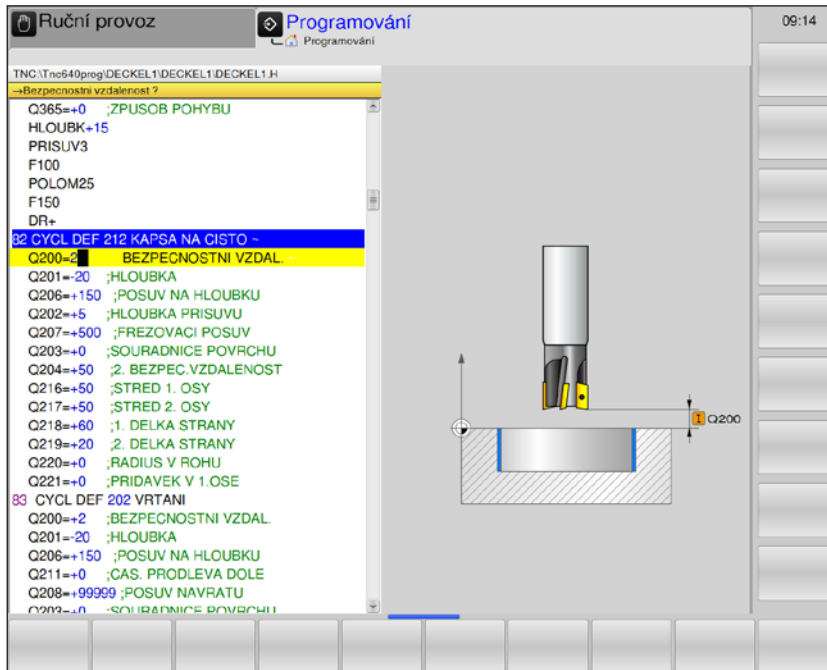 Ruční provoz
Programování
Programování
09:14
TNC:\Tnc640prog\DECKEL1\DECKEL1\DECKEL1.H
→Bezpecnostni vzdalenost ?
Q365=+0 ;ZPUSOB POHYBU
HLOUBK+15
PRISUV3
F100
POLOM25
F150
DR+
82 CYCL DEF 212 KAPSA NA CISTO ~
Q200=2 BEZPECNOSTNI VZDAL. ~
Q201=-20 ;HLOUBKA
Q206=+150 ;POSUV NA HLOUBKU
Q202=+5 ;HLOUBKA PRISUVU
Q207=+500 ;FREZOVACI POSUV
Q203=+0 ;SOURADNICE POVRCHU
Q204=+50 ;2. BEZPEC.VZDALENOST
Q216=+50 ;STRED 1. OSY
Q217=+50 ;STRED 2. OSY
Q218=+60 ;1. DELKA STRANY
Q219=+20 ;2. DELKA STRANY
Q220=+0 ;RADIUS V ROHU
Q221=+0 ;PRIDAVEK V 1.OSE
83 CYCL DEF 202 VRTANI
Q200=+2 ;BEZPECNOSTNI VZDAL.
Q201=-20 ;HLOUBKA
Q206=+150 ;POSUV NA HLOUBKU
Q211=+0 ;CAS. PRODLEVA DOLE
Q208=+99999 ;POSUV NAVRATU
Q203=+0 ;SOURADNICE POVRCHU
Q200